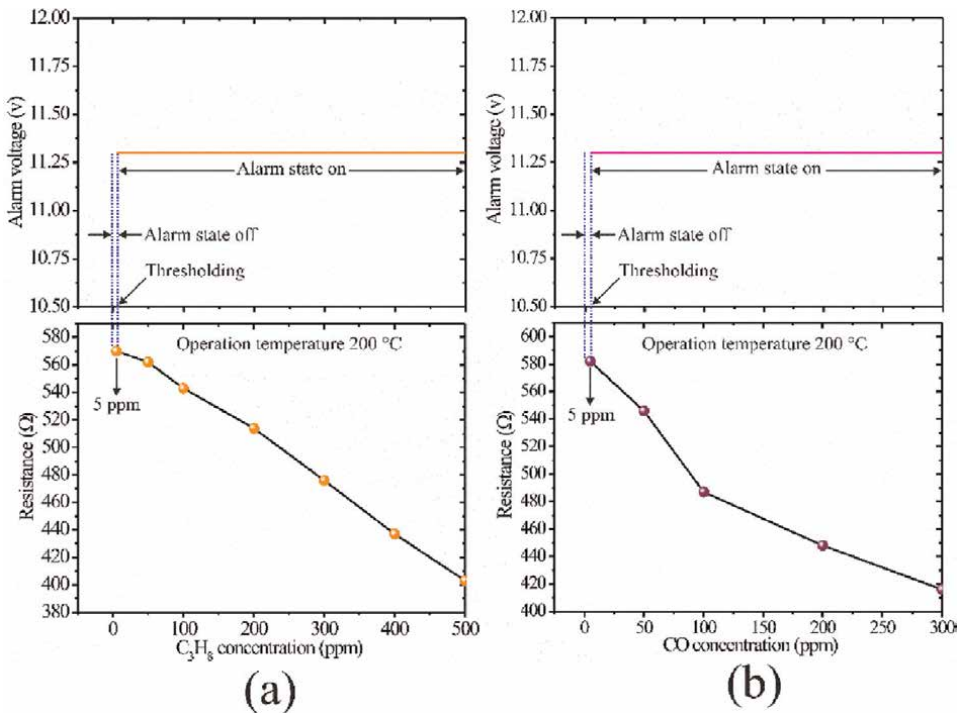 12.00
11.75
11.50
11.25
11.00
10.75
10.50
Alarm voltage (v)
Alarm state on
Alarm state off
Thresholding
580
560
540
520
500
480
460
440
420
400
380
Resistance (Ω)
Operation temperature 200 °C
5 ppm
0 100 200 300 400 500
C3H8 concentration (ppm)
(a)
12.00
11.75
11.50
11.25
11.00
10.75
10.50
Alarm voltage (v)
Alarm state on
Alarm state off
Thresholding
600
580
560
540
520
500
480
460
440
420
400
Resistance (Ω)
Operation temperature 200 °C
5 ppm
0 50 100 150 200 250 300
CO concentration (ppm)
(b)